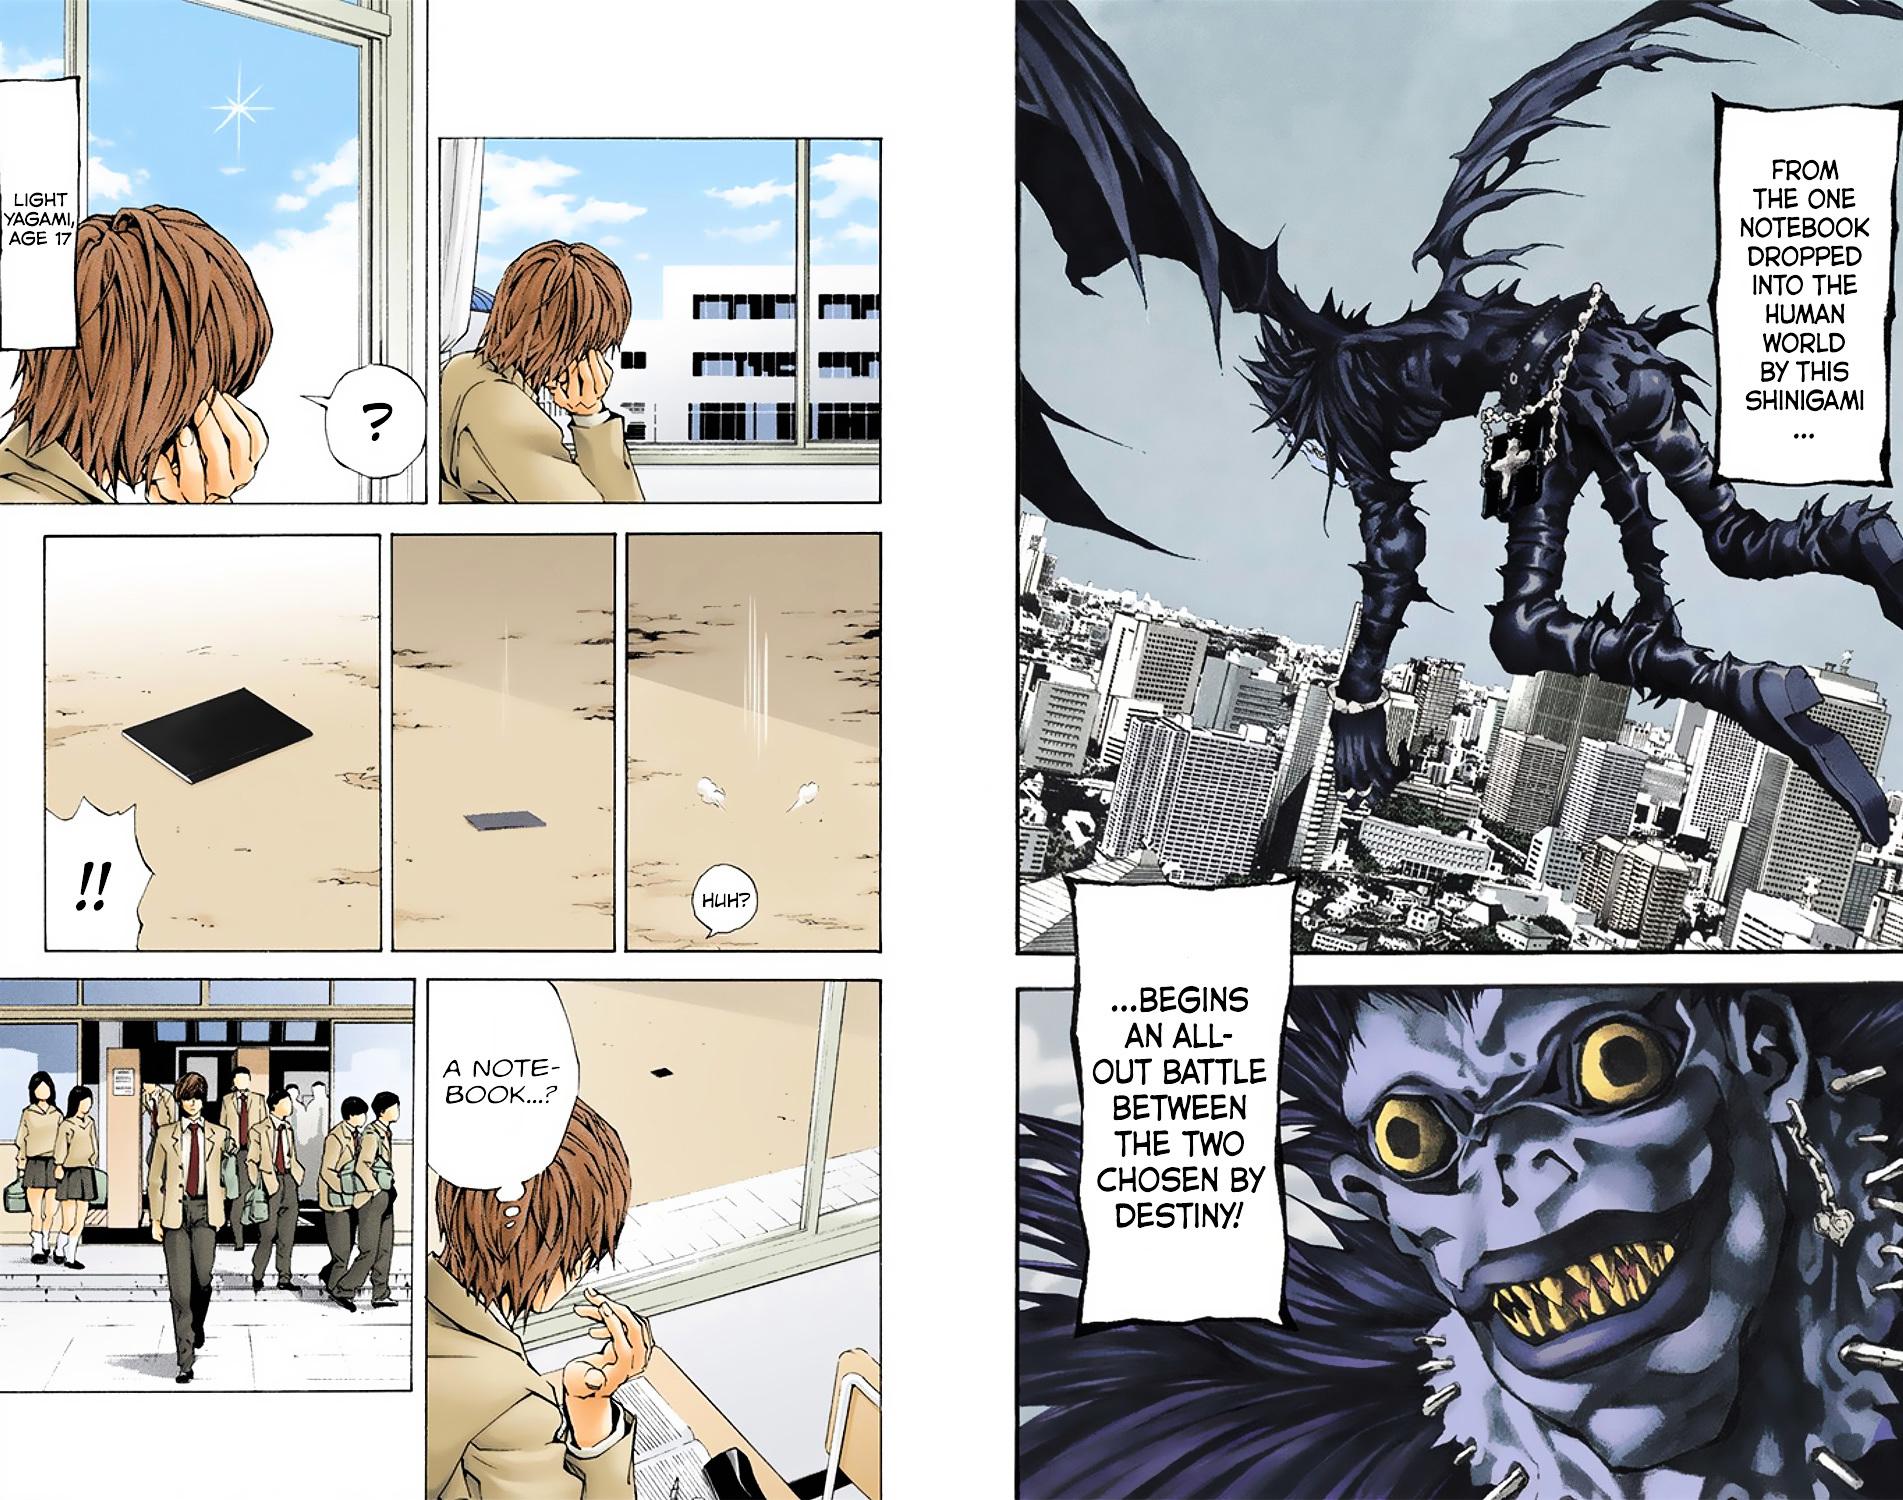 FROM
THE ONE
NOTEBOOK
DROPPED
INTO THE
HUMAN
WORLD
BY THIS
SHINIGAMI
...
...BEGINS
AN ALL-
OUT BATTLE
BETWEEN
THE TWO
CHOSEN BY
DESTINY!
LIGHT
YAGAMI,
AGE 17
?
HUH?
!!
A NOTE-
BOOK...?